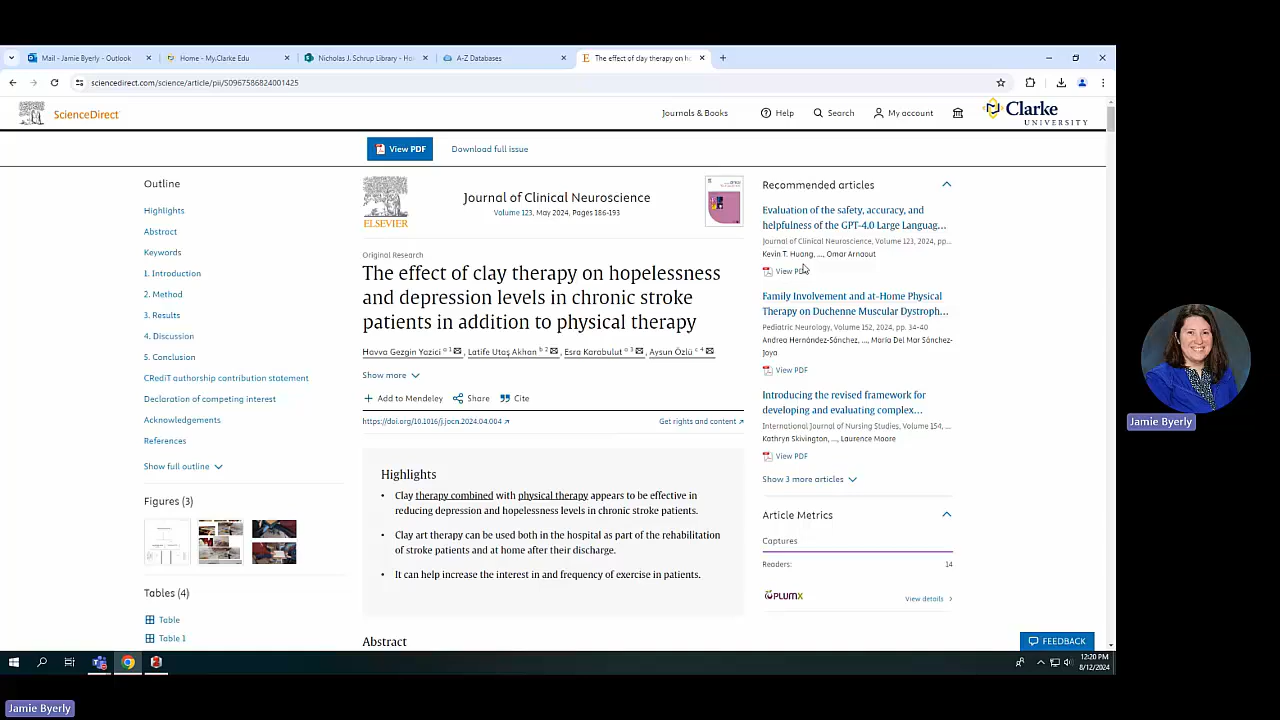 Mail - Jamie Byerly - Outlook
Home - My.Clarke Edu
Nicholas J. Schrup Library - Ho
A-Z Databases
The effect of clay therapy on ho
sciencedirect.com/science/article/pii/S0967586824001425
ScienceDirect
Journals & Books
Help
Search
My account
Clarke
UNIVERSITY
View PDF
Download full issue
Outline
Highlights
Abstract
Keywords
1. Introduction
2. Method
3. Results
4. Discussion
5. Conclusion
CRediT authorship contribution statement
Declaration of competing interest
Acknowledgements
References
Show full outline
Figures (3)
Tables (4)
Table
Table 1
ELSEVIER
Journal of Clinical Neuroscience
Volume 123, May 2024, Pages 186-193
Original Research
The effect of clay therapy on hopelessness
and depression levels in chronic stroke
patients in addition to physical therapy
Havva Gezgin Yazici a 1, Latife Utaş Akhan b 2, Esra Karabulut a 3, Aysun Özlü c 4
Show more
Add to Mendeley
Share
Cite
https://doi.org/10.1016/j.jocn.2024.04.004
Get rights and content
Highlights
• Clay therapy combined with physical therapy appears to be effective in
reducing depression and hopelessness levels in chronic stroke patients.
• Clay art therapy can be used both in the hospital as part of the rehabilitation
of stroke patients and at home after their discharge.
• It can help increase the interest in and frequency of exercise in patients.
Abstract
Recommended articles
Evaluation of the safety, accuracy, and
helpfulness of the GPT-4.0 Large Languag...
Journal of Clinical Neuroscience, Volume 123, 2024, pp...
Kevin T. Huang, ..., Omar Arnaout
View PDF
Family Involvement and at-Home Physical
Therapy on Duchenne Muscular Dystroph...
Pediatric Neurology, Volume 152, 2024, pp. 34-40
Andrea Hernández-Sánchez, ..., María Del Mar Sánchez-
Joya
View PDF
Introducing the revised framework for
developing and evaluating complex...
International Journal of Nursing Studies, Volume 154, ...
Kathryn Skivington, ..., Laurence Moore
View PDF
Show 3 more articles
Article Metrics
Captures
Readers: 14
PLUMX
View details
FEEDBACK
12:20 PM
8/12/2024
Jamie Byerly
Jamie Byerly